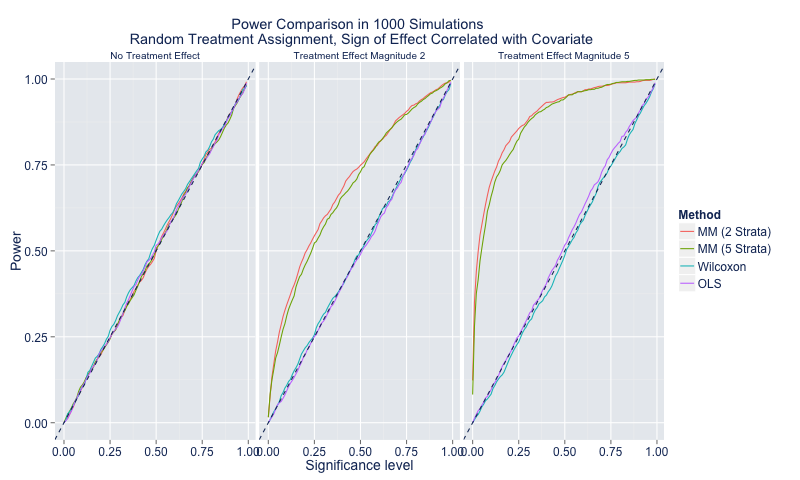 Power Comparison in 1000 Simulations
Random Treatment Assignment, Sign of Effect Correlated with Covariate
No Treatment Effect
Treatment Effect Magnitude 2
Treatment Effect Magnitude 5
1.00
0.75
0.50
0.25
0.00
Power
0.00 0.25 0.50 0.75 1.00
0.00 0.25 0.50 0.75 1.00
0.00 0.25 0.50 0.75 1.00
Significance level
Method
MM (2 Strata)
MM (5 Strata)
Wilcoxon
OLS